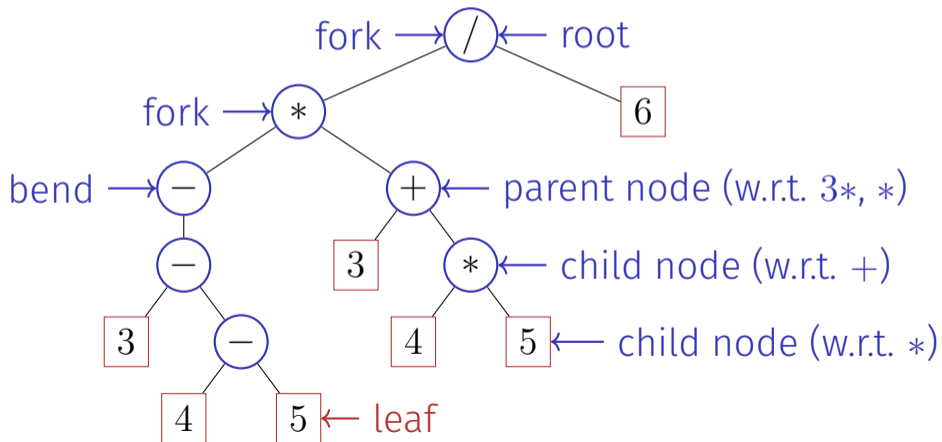 fork / root
fork * 6
bend − + parent node (w.r.t. 3*, *)
− 3 * child node (w.r.t. +)
3 − 4 5 child node (w.r.t. *)
4 5 leaf